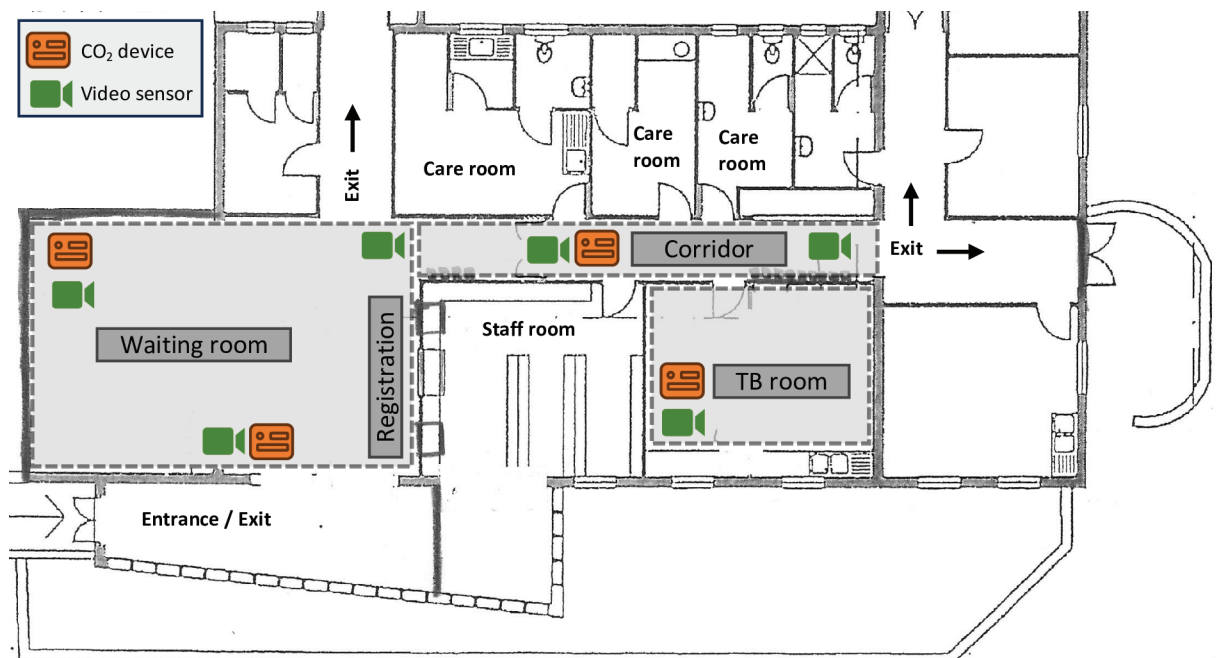 CO₂ device
Video sensor
Exit
Care room
Care
room
Care
room
Corridor
Exit
Waiting room
Registration
Staff room
TB room
Entrance / Exit